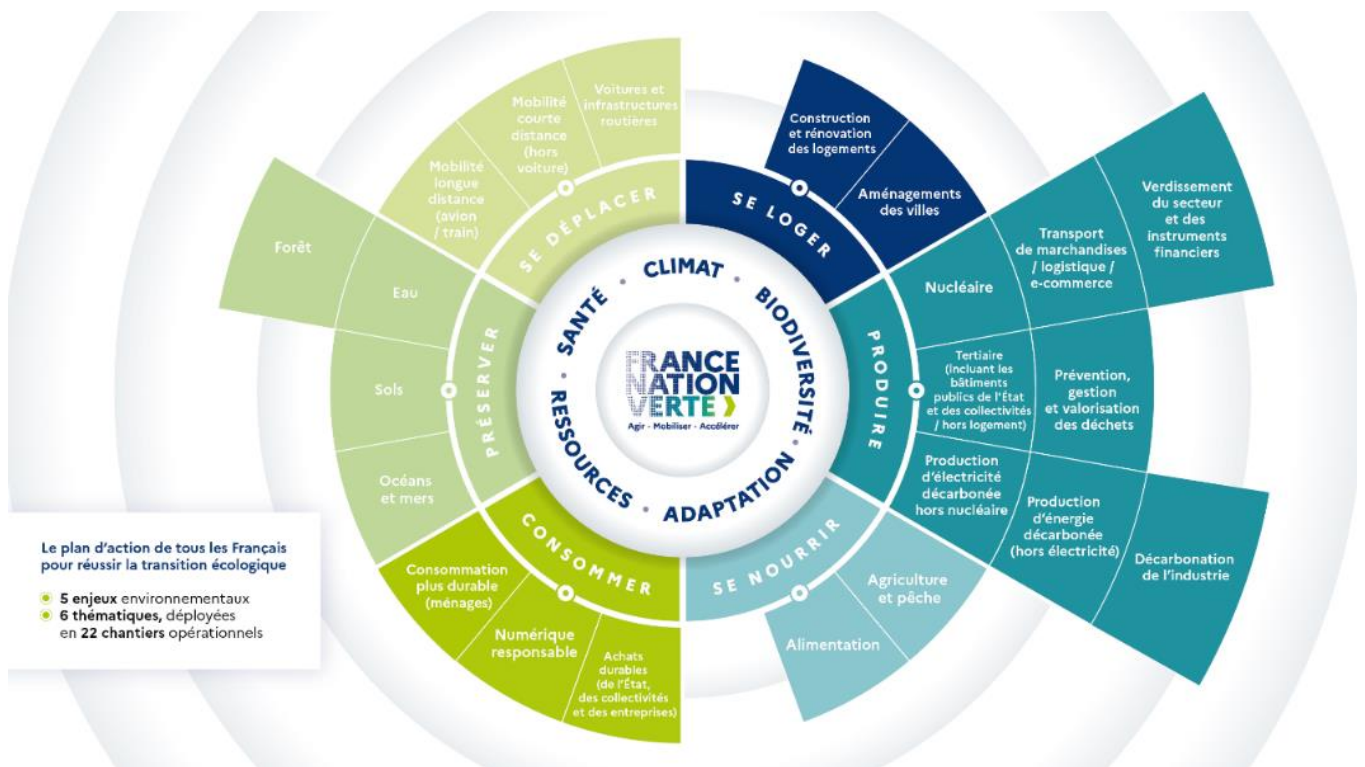 Voitures et
infrastructures
routières
Mobilité
courte
distance
(hors
voiture)
Mobilité
longue
distance
(avion
/ train)
SE DÉPLACER
Construction
et rénovation
des logements
Aménagements
des villes
SE LOGER
Verdissement
du secteur
et des
instruments
financiers
Transport
de marchandises
/ logistique /
e-commerce
Nucléaire
Tertiaire
(incluant les
bâtiments
publics de l'État
et des collectivités
/ hors logement)
Prévention,
gestion
et valorisation
des déchets
Production
d'électricité
décarbonée
hors nucléaire
Production
d'énergie
décarbonée
(hors électricité)
Décarbonation
de l'industrie
PRODUIRE
Agriculture
et pêche
Alimentation
SE NOURRIR
Consommation
plus durable
(ménages)
Numérique
responsable
Achats
durables
(de l'État,
des collectivités
et des entreprises)
CONSOMMER
Forêt
Eau
Sols
Océans
et mers
PRÉSERVER
CLIMAT • BIODIVERSITÉ • ADAPTATION • RESSOURCES • SANTÉ •
FRANCE
NATION
VERTE
Agir - Mobiliser - Accélérer
Le plan d'action de tous les Français
pour réussir la transition écologique
5 enjeux environnementaux
6 thématiques, déployées
en 22 chantiers opérationnels